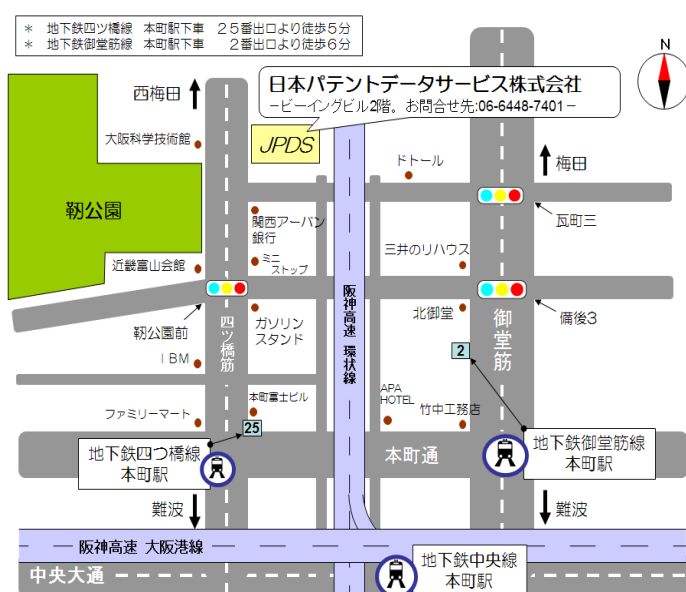 * 地下鉄四ツ橋線 本町駅下車 25番出口より徒歩5分
* 地下鉄御堂筋線 本町駅下車 2番出口より徒歩6分
N
日本パテントデータサービス株式会社
-ビーイングビル2階。お問合せ先:06-6448-7401-
西梅田
大阪科学技術館
JPDS
ドトール
梅田
靭公園
関西アーバン
銀行
瓦町三
近畿富山会館
ミニ
ストップ
三井のリハウス
靭公園前
四ツ橋筋
ガソリン
スタンド
阪神高速 環状線
北御堂
御堂筋
備後3
IBM
2
本町富士ビル
APA
HOTEL
竹中工務店
ファミリーマート
25
地下鉄四つ橋線
本町駅
本町通
地下鉄御堂筋線
本町駅
難波
難波
阪神高速 大阪港線
中央大通
地下鉄中央線
本町駅